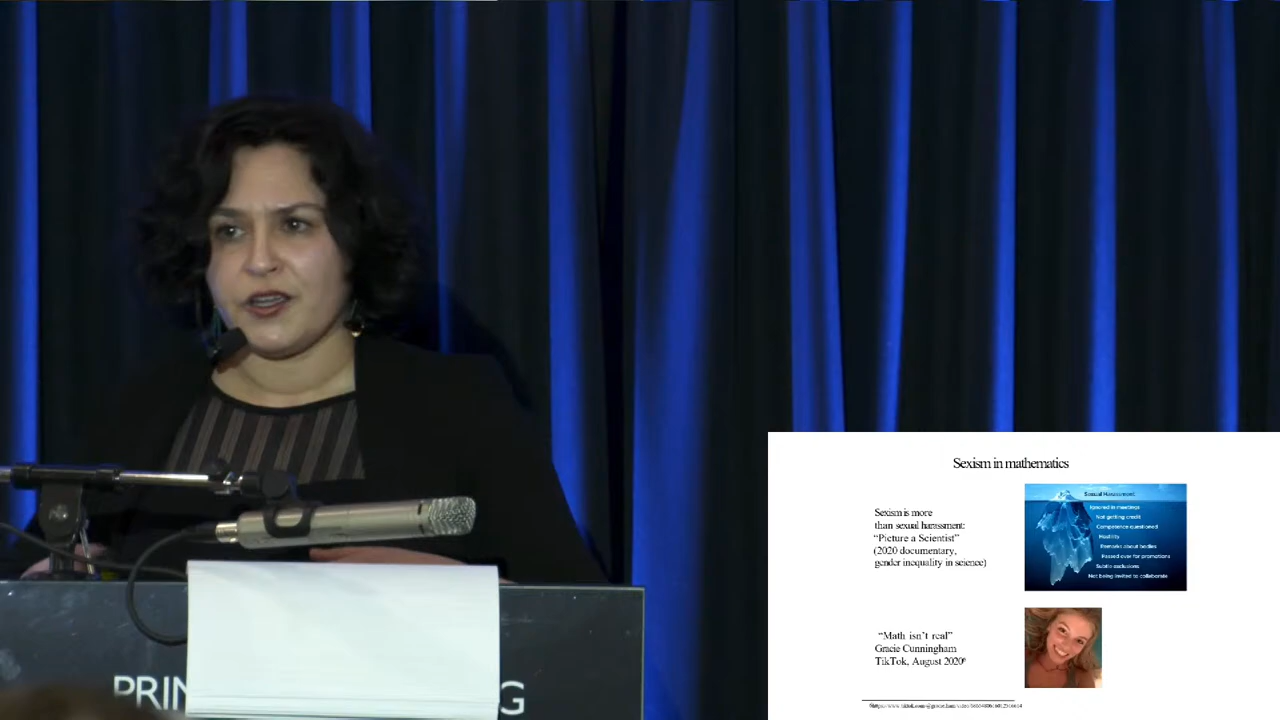 PRIN
G
Sexism in mathematics
Sexism is more
than sexual harassment:
“Picture a Scientist”
(2020 documentary,
gender inequality in science)
Sexual Harassment
Ignored in meetings
Not getting credit
Competence questioned
Hostility
Remarks about bodies
Passed over for promotions
Subtle exclusions
Not being invited to collaborate
“Math isn’t real”
Gracie Cunningham
TikTok, August 2020